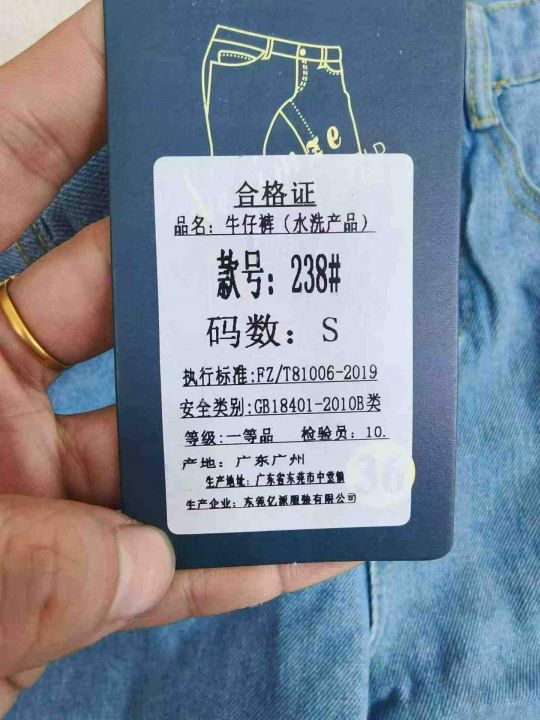 合格证
品名：牛仔裤（水洗产品）
款号：238#
码数：S
执行标准:FZ/T81006-2019
安全类别:GB18401-2010B类
等级:一等品 检验员：10.
产地：广东广州
生产地址：广东省东莞市中堂镇
生产企业：东莞亿派服装有限公司
36